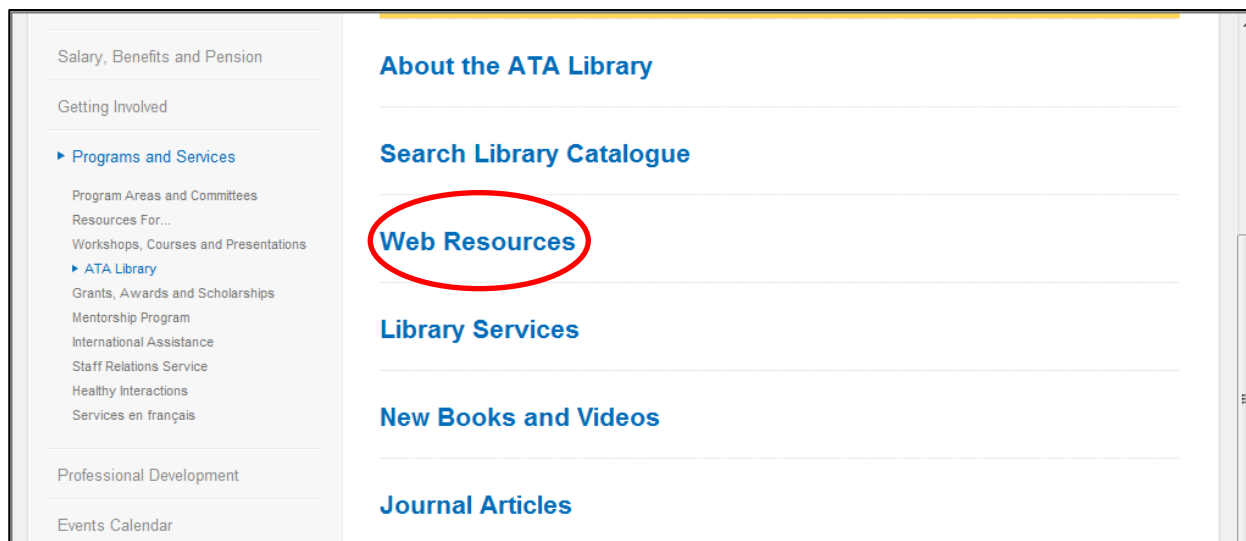 Salary, Benefits and Pension
Getting Involved
Programs and Services
Program Areas and Committees
Resources For...
Workshops, Courses and Presentations
ATA Library
Grants, Awards and Scholarships
Mentorship Program
International Assistance
Staff Relations Service
Healthy Interactions
Services en français
Professional Development
Events Calendar
About the ATA Library
Search Library Catalogue
Web Resources
Library Services
New Books and Videos
Journal Articles